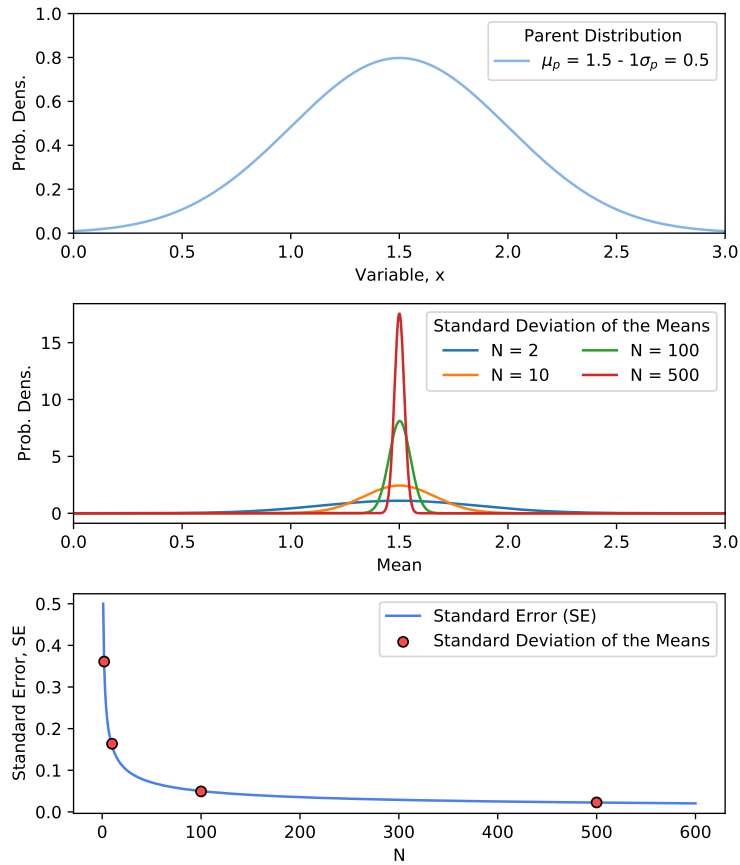 1.0
0.8
0.6
0.4
0.2
0.0
Prob. Dens.
Parent Distribution
μp = 1.5 - 1σp = 0.5
0.0 0.5 1.0 1.5 2.0 2.5 3.0
Variable, x
15
10
5
0
Prob. Dens.
Standard Deviation of the Means
N = 2 N = 100
N = 10 N = 500
0.0 0.5 1.0 1.5 2.0 2.5 3.0
Mean
0.5
0.4
0.3
0.2
0.1
0.0
Standard Error, SE
Standard Error (SE)
Standard Deviation of the Means
0 100 200 300 400 500 600
N